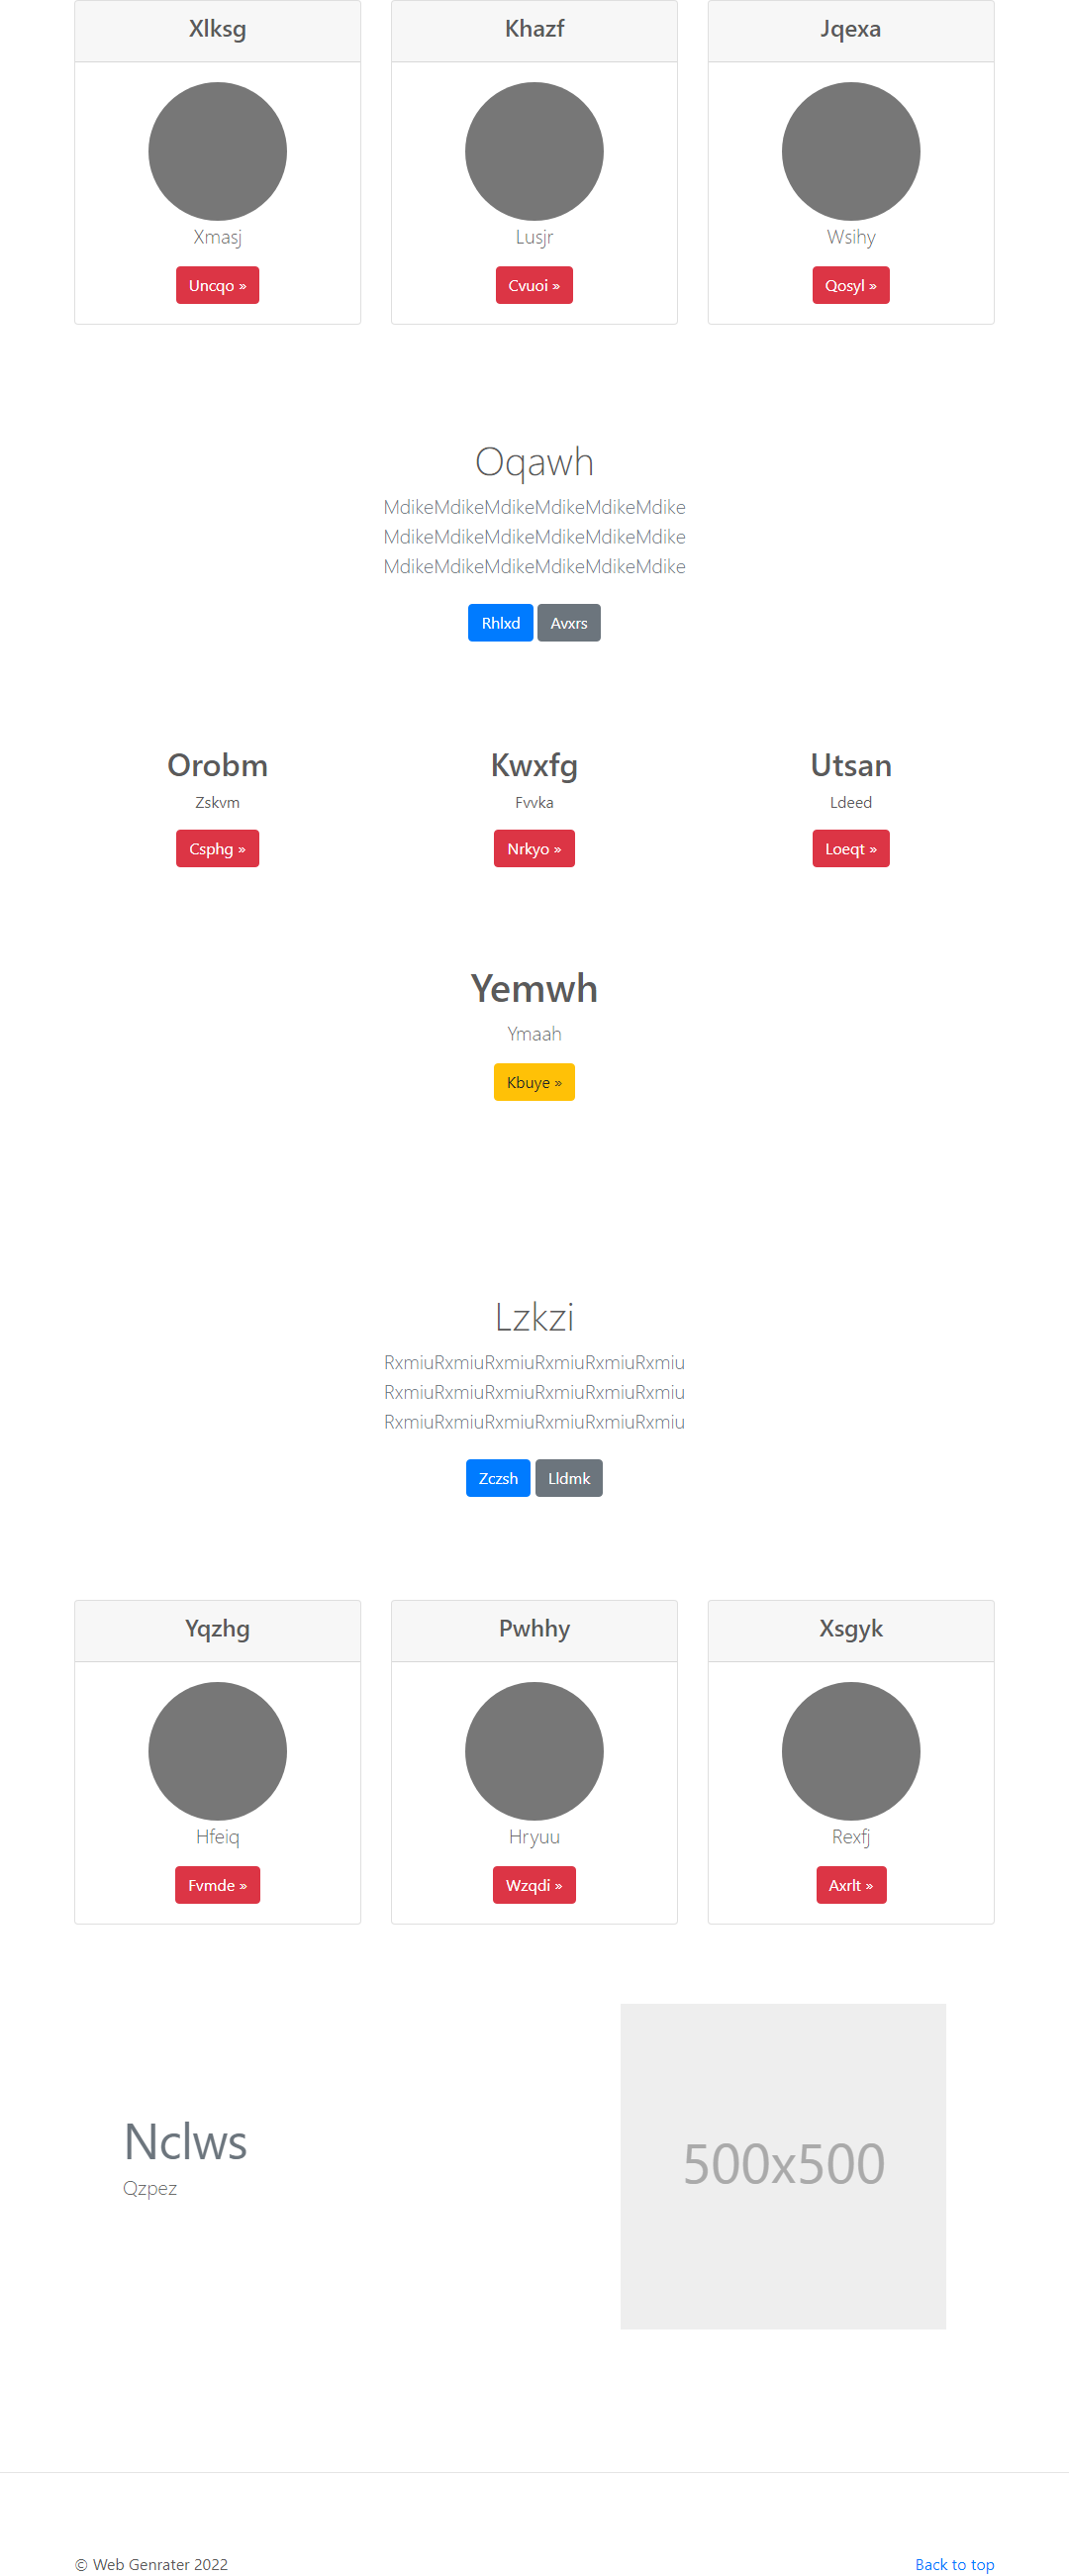 Xlksg
Khazf
Jqexa
Xmasj
Lusjr
Wsihy
Uncqo »
Cvuoi »
Qosyl »
Oqawh
MdikeMdikeMdikeMdikeMdikeMdike
MdikeMdikeMdikeMdikeMdikeMdike
MdikeMdikeMdikeMdikeMdikeMdike
Rhlxd
Avxrs
Orobm
Kwxfg
Utsan
Zskvm
Fvvka
Ldeed
Csphg »
Nrkyo »
Loeqt »
Yemwh
Ymaah
Kbuye »
Lzkzi
RxmiuRxmiuRxmiuRxmiuRxmiuRxmiu
RxmiuRxmiuRxmiuRxmiuRxmiuRxmiu
RxmiuRxmiuRxmiuRxmiuRxmiuRxmiu
Zczsh
Lldmk
Yqzhg
Pwhhy
Xsgyk
Hfeiq
Hryuu
Rexfj
Fvmde »
Wzqdi »
Axrlt »
Nclws
Qzpez
500x500
© Web Genrater 2022
Back to top